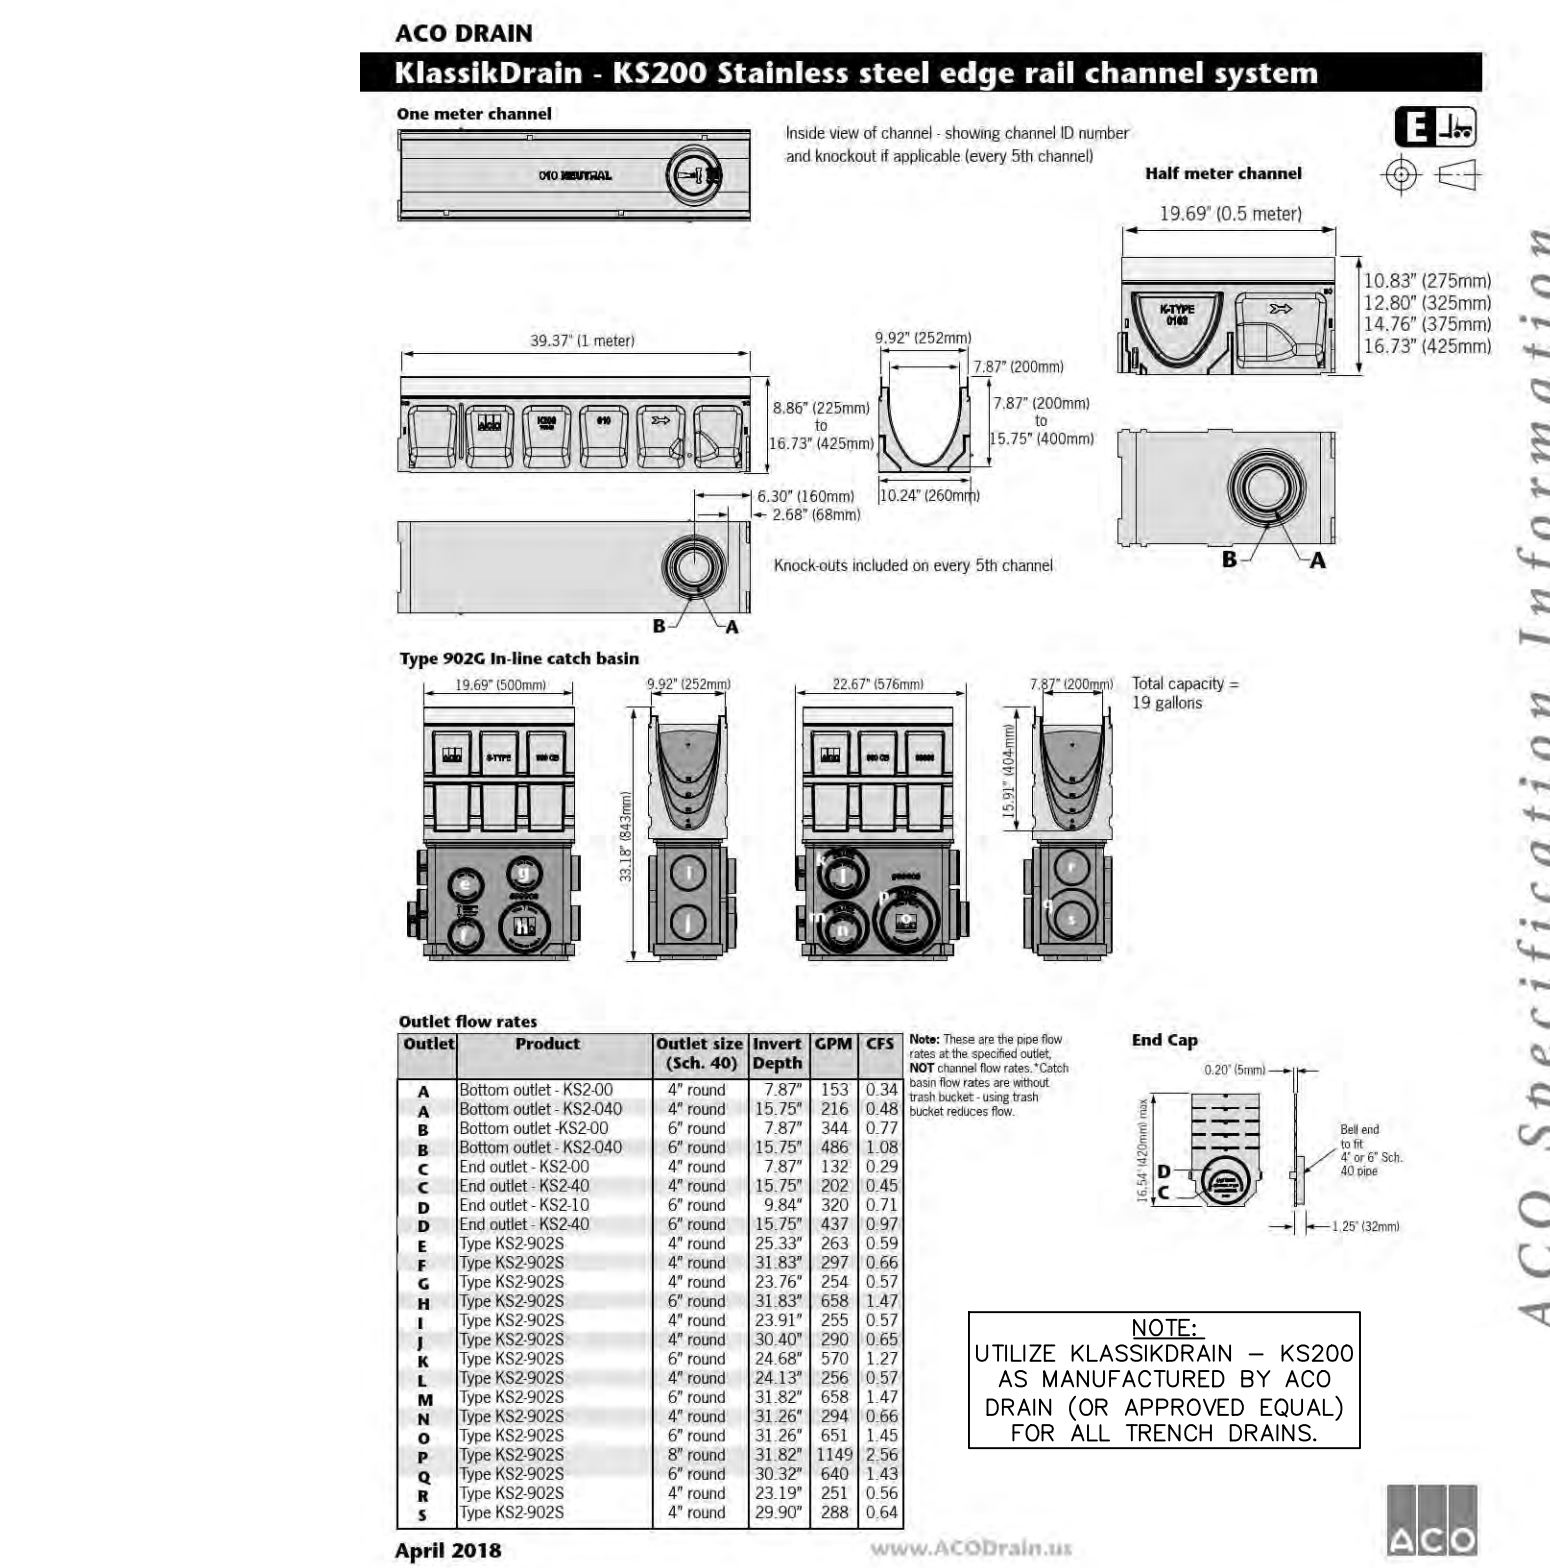 ACO DRAIN
KlassikDrain - KS200 Stainless steel edge rail channel system
One meter channel
010 NEUTRAL
Inside view of channel - showing channel ID number
and knockout if applicable (every 5th channel)
E
Half meter channel
19.69" (0.5 meter)
10.83" (275mm)
12.80" (325mm)
14.76" (375mm)
16.73" (425mm)
K-TYPE
0103
39.37" (1 meter)
9.92" (252mm)
7.87" (200mm)
8.86" (225mm)
to
16.73" (425mm)
7.87" (200mm)
to
15.75" (400mm)
ACO
010
6.30" (160mm)
2.68" (68mm)
10.24" (260mm)
Knock-outs included on every 5th channel
B
A
B
A
Type 902G In-line catch basin
19.69" (500mm)
9.92" (252mm)
22.67" (576mm)
7.87" (200mm)
Total capacity =
19 gallons
33.18" (843mm)
15.91" (404mm)
e
g
f
h
i
j
k
l
m
n
p
o
r
q
s
Outlet flow rates
Outlet Product Outlet size (Sch. 40) Invert Depth GPM CFS
A Bottom outlet - KS2-00 4" round 7.87" 153 0.34
A Bottom outlet - KS2-040 4" round 15.75" 216 0.48
B Bottom outlet -KS2-00 6" round 7.87" 344 0.77
B Bottom outlet - KS2-040 6" round 15.75" 486 1.08
C End outlet - KS2-00 4" round 7.87" 132 0.29
C End outlet - KS2-40 4" round 15.75" 202 0.45
D End outlet - KS2-10 6" round 9.84" 320 0.71
D End outlet - KS2-40 6" round 15.75" 437 0.97
E Type KS2-902S 4" round 25.33" 263 0.59
F Type KS2-902S 4" round 31.83" 297 0.66
G Type KS2-902S 4" round 23.76" 254 0.57
H Type KS2-902S 6" round 31.83" 658 1.47
I Type KS2-902S 4" round 23.91" 255 0.57
J Type KS2-902S 4" round 30.40" 290 0.65
K Type KS2-902S 6" round 24.68" 570 1.27
L Type KS2-902S 4" round 24.13" 256 0.57
M Type KS2-902S 6" round 31.82" 658 1.47
N Type KS2-902S 4" round 31.26" 294 0.66
O Type KS2-902S 6" round 31.26" 651 1.45
P Type KS2-902S 8" round 31.82" 1149 2.56
Q Type KS2-902S 6" round 30.32" 640 1.43
R Type KS2-902S 4" round 23.19" 251 0.56
S Type KS2-902S 4" round 29.90" 288 0.64
Note: These are the pipe flow
rates at the specified outlet,
NOT channel flow rates. *Catch
basin flow rates are without
trash bucket - using trash
bucket reduces flow.
End Cap
0.20" (5mm)
16.54" (420mm) max
D
C
Bell end
to fit
4" or 6" Sch.
40 pipe
1.25" (32mm)
NOTE:
UTILIZE KLASSIKDRAIN – KS200
AS MANUFACTURED BY ACO
DRAIN (OR APPROVED EQUAL)
FOR ALL TRENCH DRAINS.
April 2018
www.ACODrain.us
ACO
ACO Specification Information